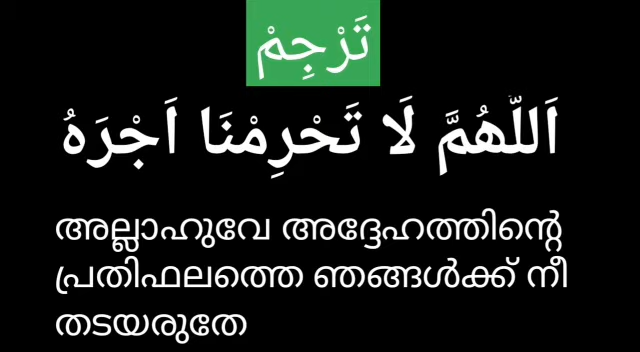 تَرْجِمْ
اَللّٰهُمَّ لَا تَحْرِمْنَا اَجْرَهُ
അല്ലാഹുവേ അദ്ദേഹത്തിന്റെ
പ്രതിഫലത്തെ ഞങ്ങൾക്ക് നീ
തടയരുതേ